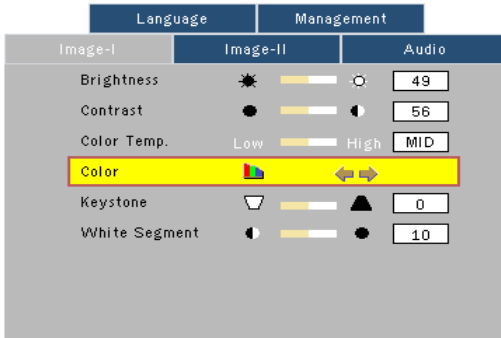 Language Management
Image-I Image-II Audio
Brightness 49
Contrast 56
Color Temp. Low High MID
Color
Keystone 0
White Segment 10